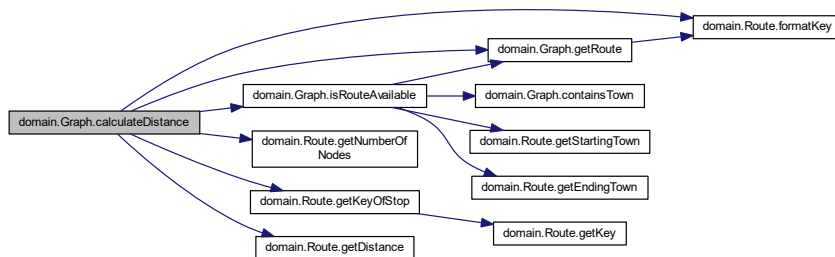 domain.Route.formatKey
domain.Graph.getRoute
domain.Graph.isRouteAvailable
domain.Graph.containsTown
domain.Graph.calculateDistance
domain.Route.getNumberOf
Nodes
domain.Route.getStartingTown
domain.Route.getEndingTown
domain.Route.getKeyOfStop
domain.Route.getKey
domain.Route.getDistance